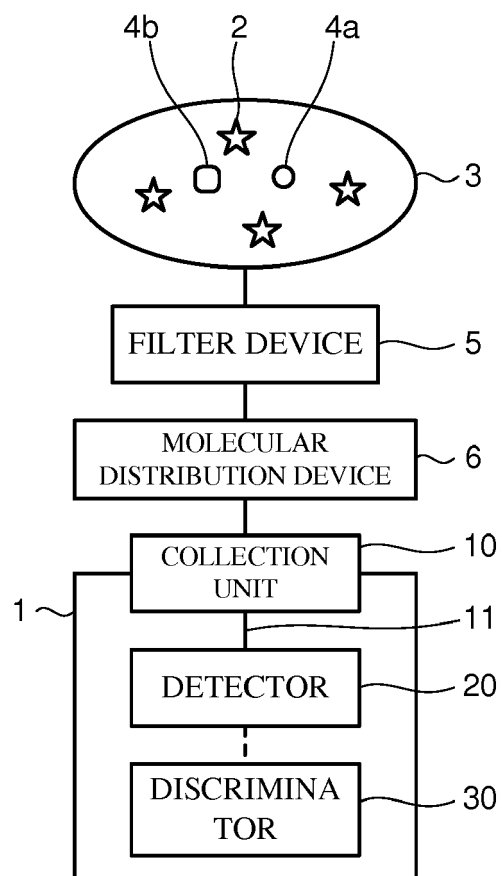 4b 2 4a
3
FILTER DEVICE
5
MOLECULAR
DISTRIBUTION DEVICE
6
COLLECTION
UNIT
10
1
11
DETECTOR
20
DISCRIMINA
TOR
30